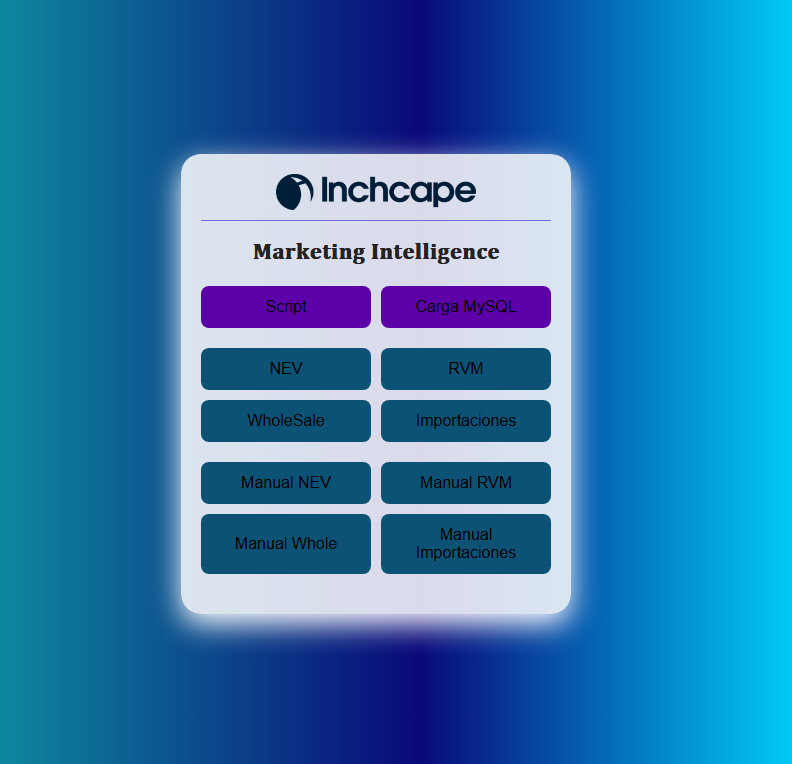 Inchcape
Marketing Intelligence
Script
Carga MySQL
NEV
RVM
WholeSale
Importaciones
Manual NEV
Manual RVM
Manual Whole
Manual
Importaciones